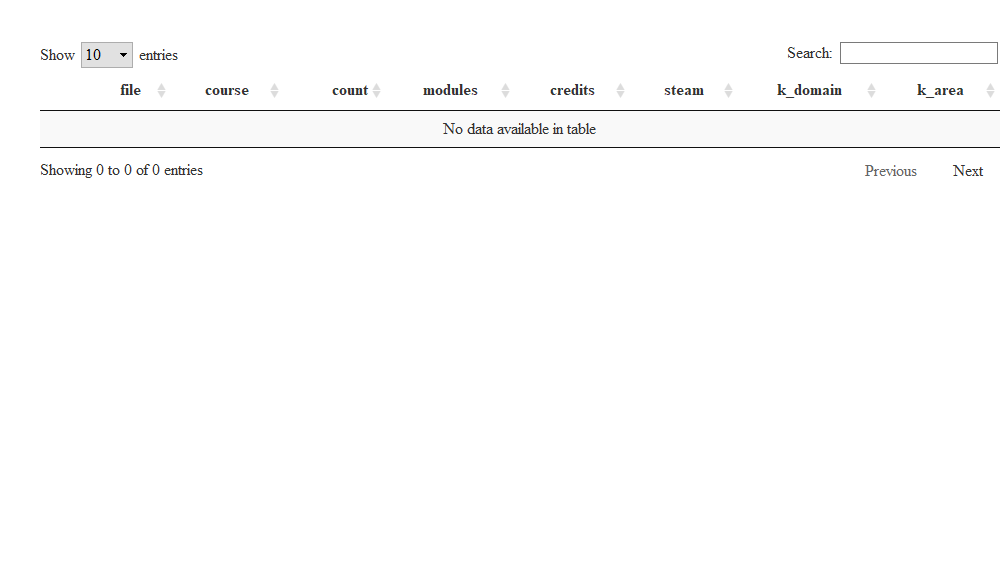 Show 10 entries
Search:
file course count modules credits steam k_domain k_area
No data available in table
Showing 0 to 0 of 0 entries
Previous Next